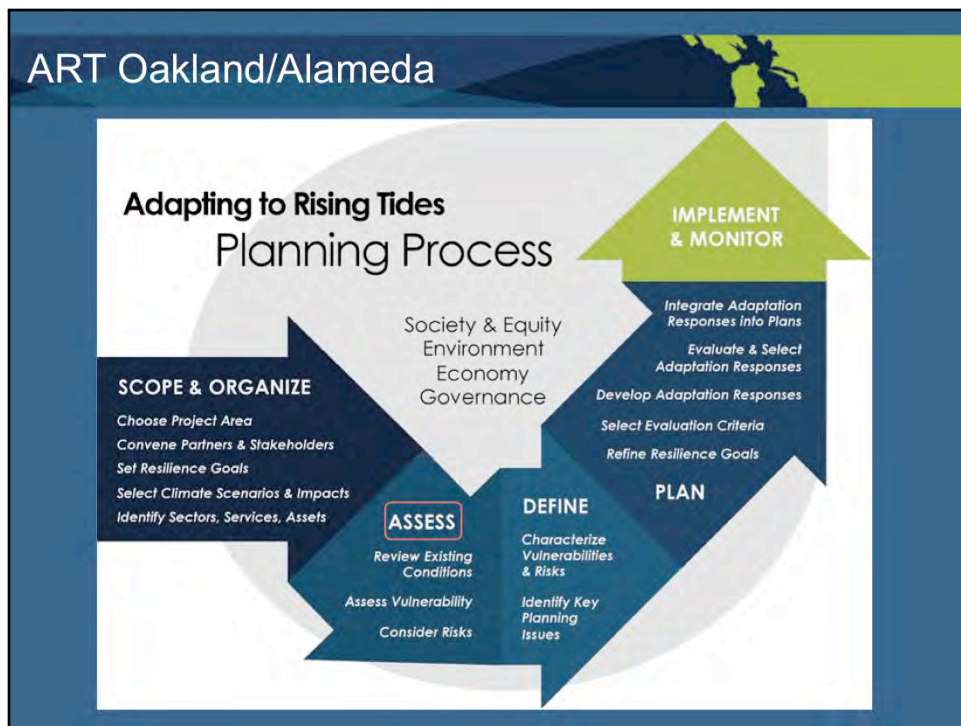 ART Oakland/Alameda
Adapting to Rising Tides
Planning Process
Society & Equity
Environment
Economy
Governance
SCOPE & ORGANIZE
Choose Project Area
Convene Partners & Stakeholders
Set Resilience Goals
Select Climate Scenarios & Impacts
Identify Sectors, Services, Assets
ASSESS
Review Existing
Conditions
Assess Vulnerability
Consider Risks
DEFINE
Characterize
Vulnerabilities
& Risks
Identify Key
Planning
Issues
IMPLEMENT
& MONITOR
Integrate Adaptation
Responses into Plans
Evaluate & Select
Adaptation Responses
Develop Adaptation Responses
Select Evaluation Criteria
Refine Resilience Goals
PLAN